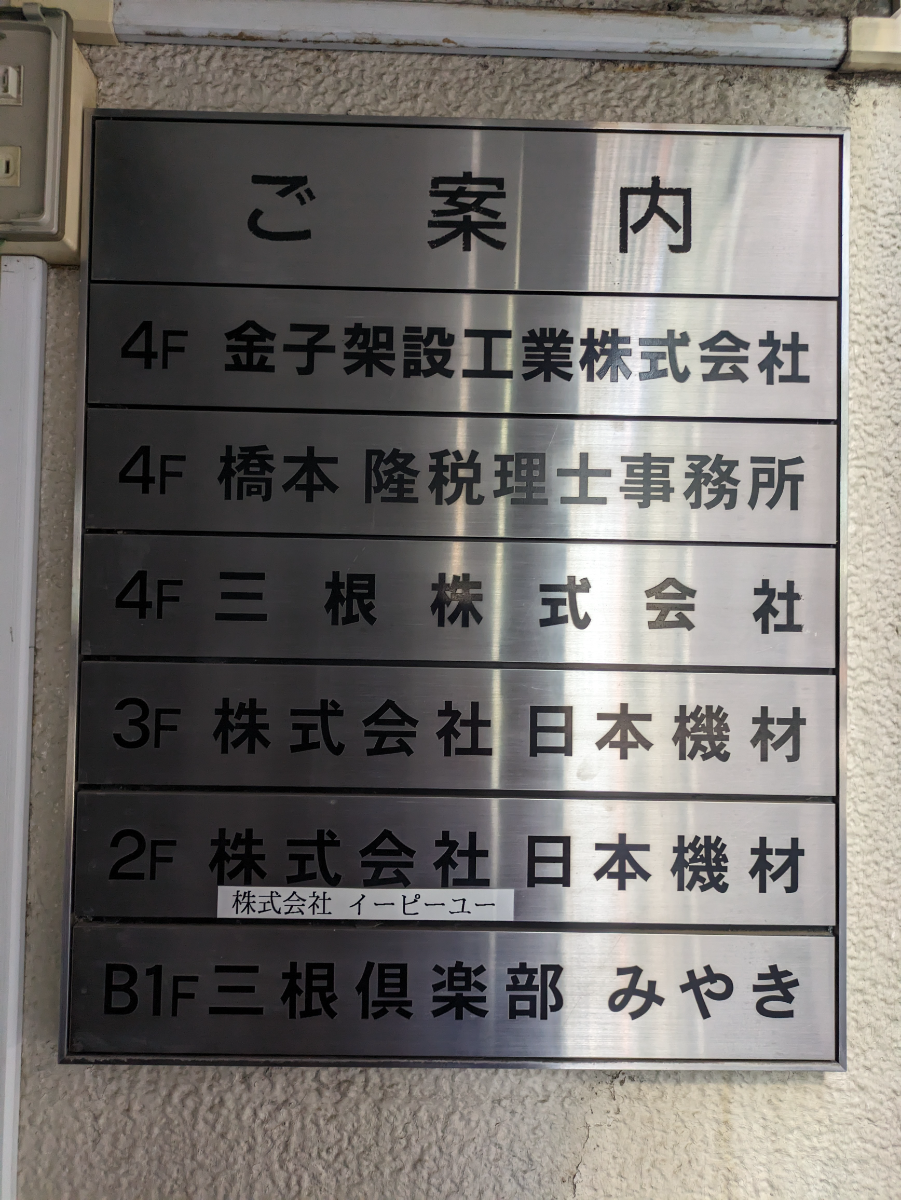 ご案内
4F 金子架設工業株式会社
4F 橋本 隆税理士事務所
4F 三根株式会社
3F 株式会社 日本機材
2F 株式会社 日本機材
株式会社 イーピーユー
B1F 三根倶楽部 みやき